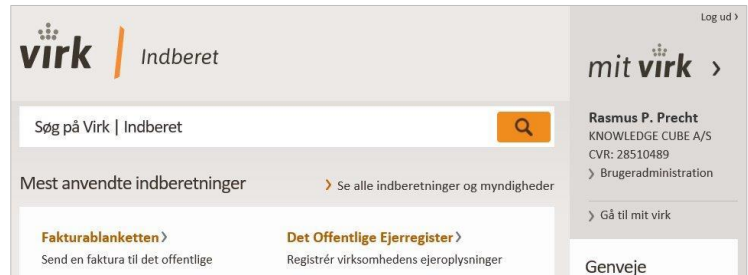 virk Indberet
Søg på Virk | Indberet
Mest anvendte indberetninger
› Se alle indberetninger og myndigheder
Fakturablanketten ›
Send en faktura til det offentlige
Det Offentlige Ejerregister ›
Registrér virksomhedens ejeroplysninger
Log ud ›
mit virk ›
Rasmus P. Precht
KNOWLEDGE CUBE A/S
CVR: 28510489
› Brugeradministration
› Gå til mit virk
Genveje